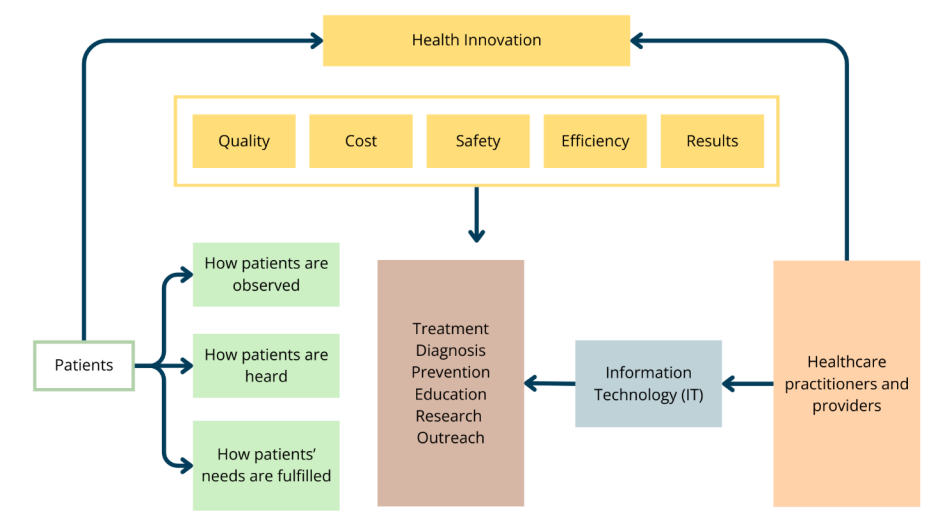 Health Innovation
Quality
Cost
Safety
Efficiency
Results
How patients are
observed
Patients
How patients are
heard
How patients’
needs are fulfilled
Treatment
Diagnosis
Prevention
Education
Research
Outreach
Information
Technology (IT)
Healthcare
practitioners and
providers